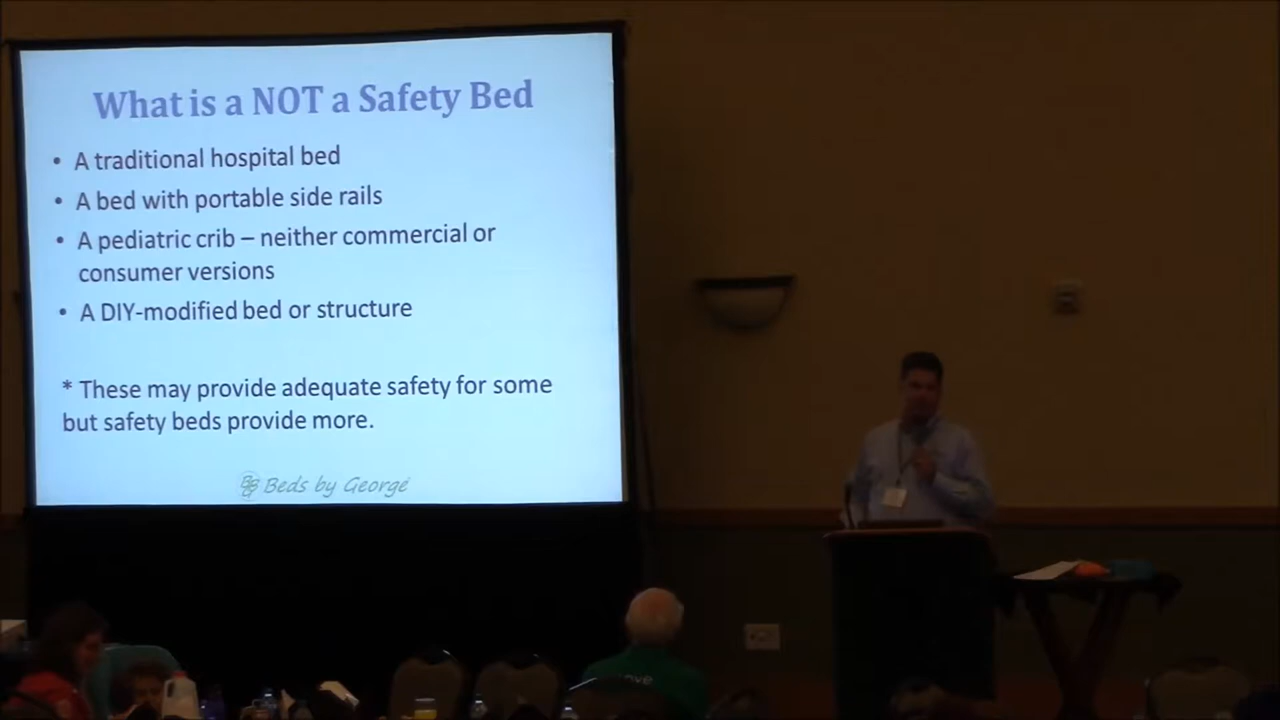 What is a NOT a Safety Bed
• A traditional hospital bed
• A bed with portable side rails
• A pediatric crib – neither commercial or
consumer versions
• A DIY-modified bed or structure
* These may provide adequate safety for some
but safety beds provide more.
Beds by George